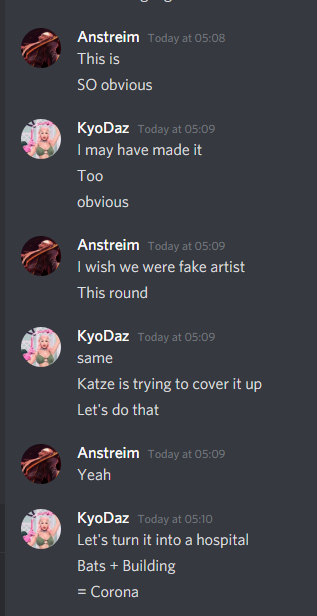 Anstreim Today at 05:08
This is
SO obvious
KyoDaz Today at 05:09
I may have made it
Too
obvious
Anstreim Today at 05:09
I wish we were fake artist
This round
KyoDaz Today at 05:09
same
Katze is trying to cover it up
Let's do that
Anstreim Today at 05:09
Yeah
KyoDaz Today at 05:10
Let's turn it into a hospital
Bats + Building
= Corona